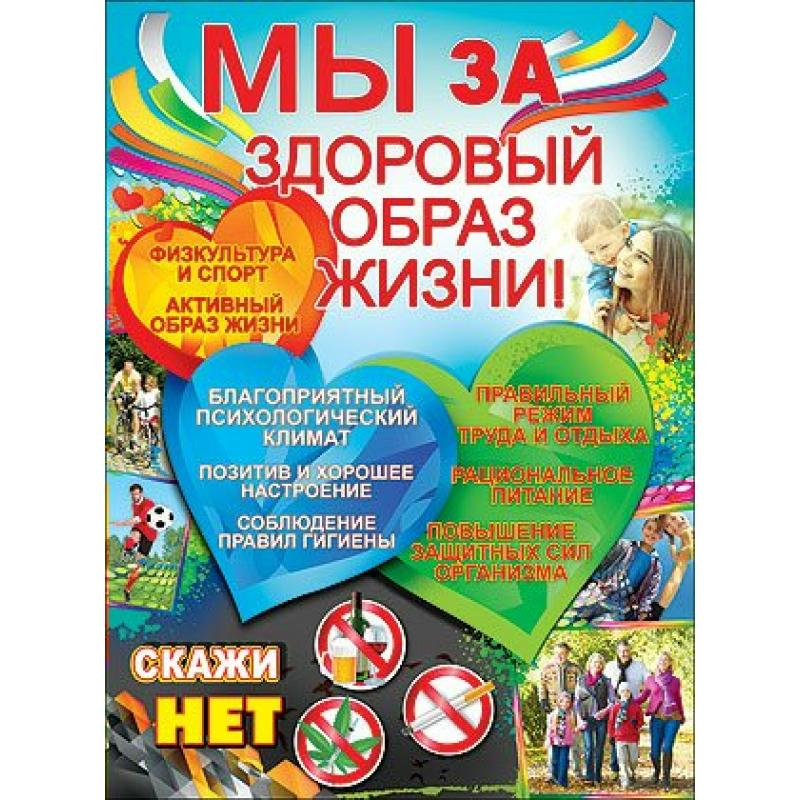 МЫ ЗА
ЗДОРОВЫЙ
ОБРАЗ
ЖИЗНИ!
ФИЗКУЛЬТУРА
И СПОРТ
АКТИВНЫЙ
ОБРАЗ ЖИЗНИ
БЛАГОПРИЯТНЫЙ
ПСИХОЛОГИЧЕСКИЙ
КЛИМАТ
ПОЗИТИВ И ХОРОШЕЕ
НАСТРОЕНИЕ
СОБЛЮДЕНИЕ
ПРАВИЛ ГИГИЕНЫ
ПРАВИЛЬНЫЙ
РЕЖИМ
ТРУДА И ОТДЫХА
РАЦИОНАЛЬНОЕ
ПИТАНИЕ
ПОВЫШЕНИЕ
ЗАЩИТНЫХ СИЛ
ОРГАНИЗМА
СКАЖИ
НЕТ